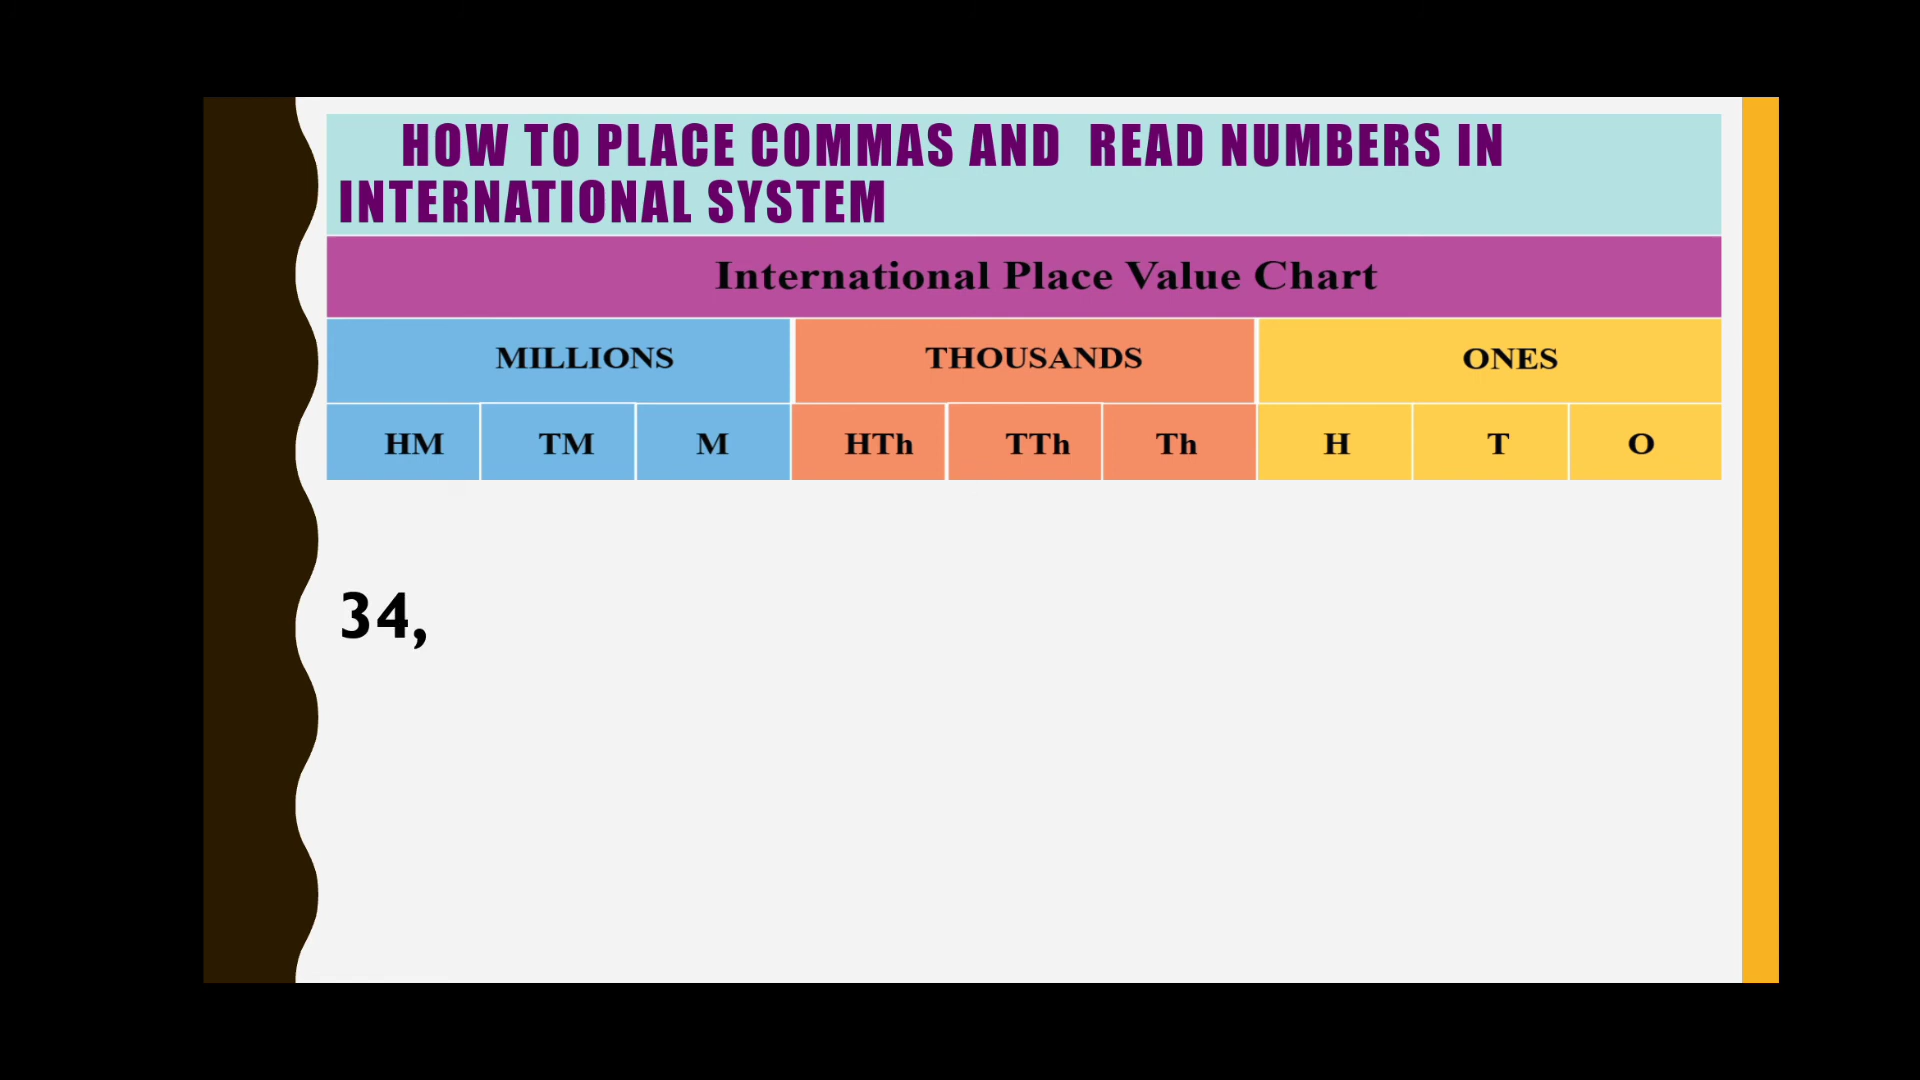 HOW TO PLACE COMMAS AND READ NUMBERS IN
INTERNATIONAL SYSTEM
International Place Value Chart
MILLIONS THOUSANDS ONES
HM TM M HTh TTh Th H T O
34,